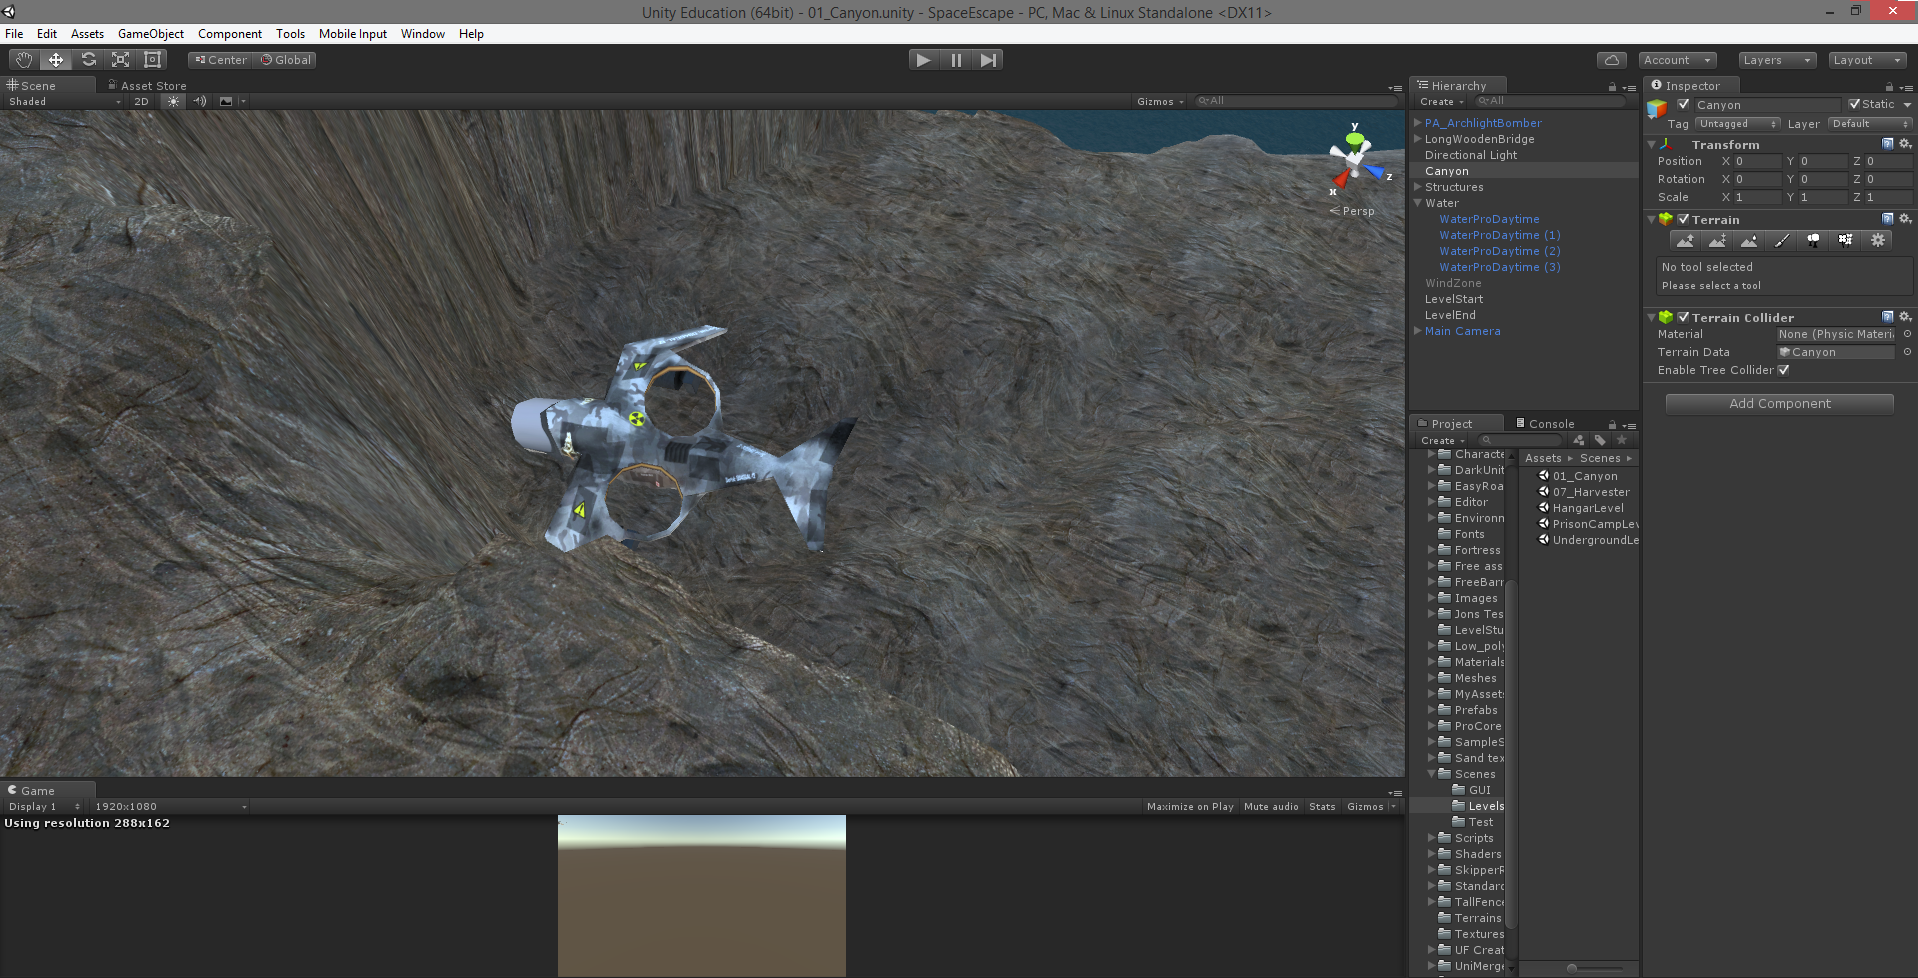 Unity Education (64bit) - 01_Canyon.unity - SpaceEscape - PC, Mac & Linux Standalone <DX11>
File Edit Assets GameObject Component Tools Mobile Input Window Help
Center Global
Account Layers Layout
Scene Asset Store
Shaded 2D Gizmos All
y
z
x
Persp
Hierarchy
Create All
PA_ArchlightBomber
LongWoodenBridge
Directional Light
Canyon
Structures
Water
WaterProDaytime
WaterProDaytime (1)
WaterProDaytime (2)
WaterProDaytime (3)
WindZone
LevelStart
LevelEnd
Main Camera
Inspector
Canyon Static
Tag Untagged Layer Default
Transform
Position X 0 Y 0 Z 0
Rotation X 0 Y 0 Z 0
Scale X 1 Y 1 Z 1
Terrain
No tool selected
Please select a tool
Terrain Collider
Material None (Physic Materi
Terrain Data Canyon
Enable Tree Collider
Add Component
Project Console
Create
Characte
DarkUnit
EasyRoa
Editor
Environm
Fonts
Fortress
Free ass
FreeBarr
Images
Jons Tes
LevelStu
Low_poly
Materials
Meshes
MyAssets
Prefabs
ProCore
SampleS
Sand tex
Scenes
GUI
Levels
Test
Scripts
Shaders
SkipperR
Standard
TallFence
Terrains
Textures
UF Creat
UniMerge
Assets Scenes
01_Canyon
07_Harvester
HangarLevel
PrisonCampLev
UndergroundLe
Game
Display 1 1920x1080 Maximize on Play Mute audio Stats Gizmos
Using resolution 288x162